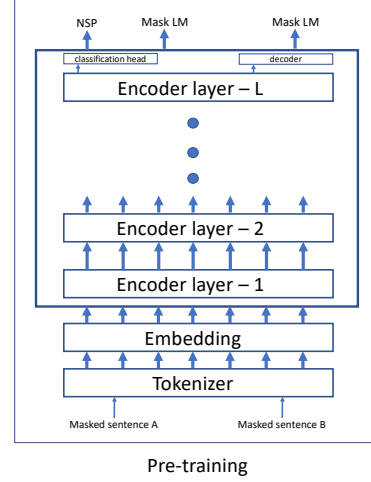 NSP Mask LM Mask LM
classification head decoder
Encoder layer – L
Encoder layer – 2
Encoder layer – 1
Embedding
Tokenizer
Masked sentence A Masked sentence B
Pre-training